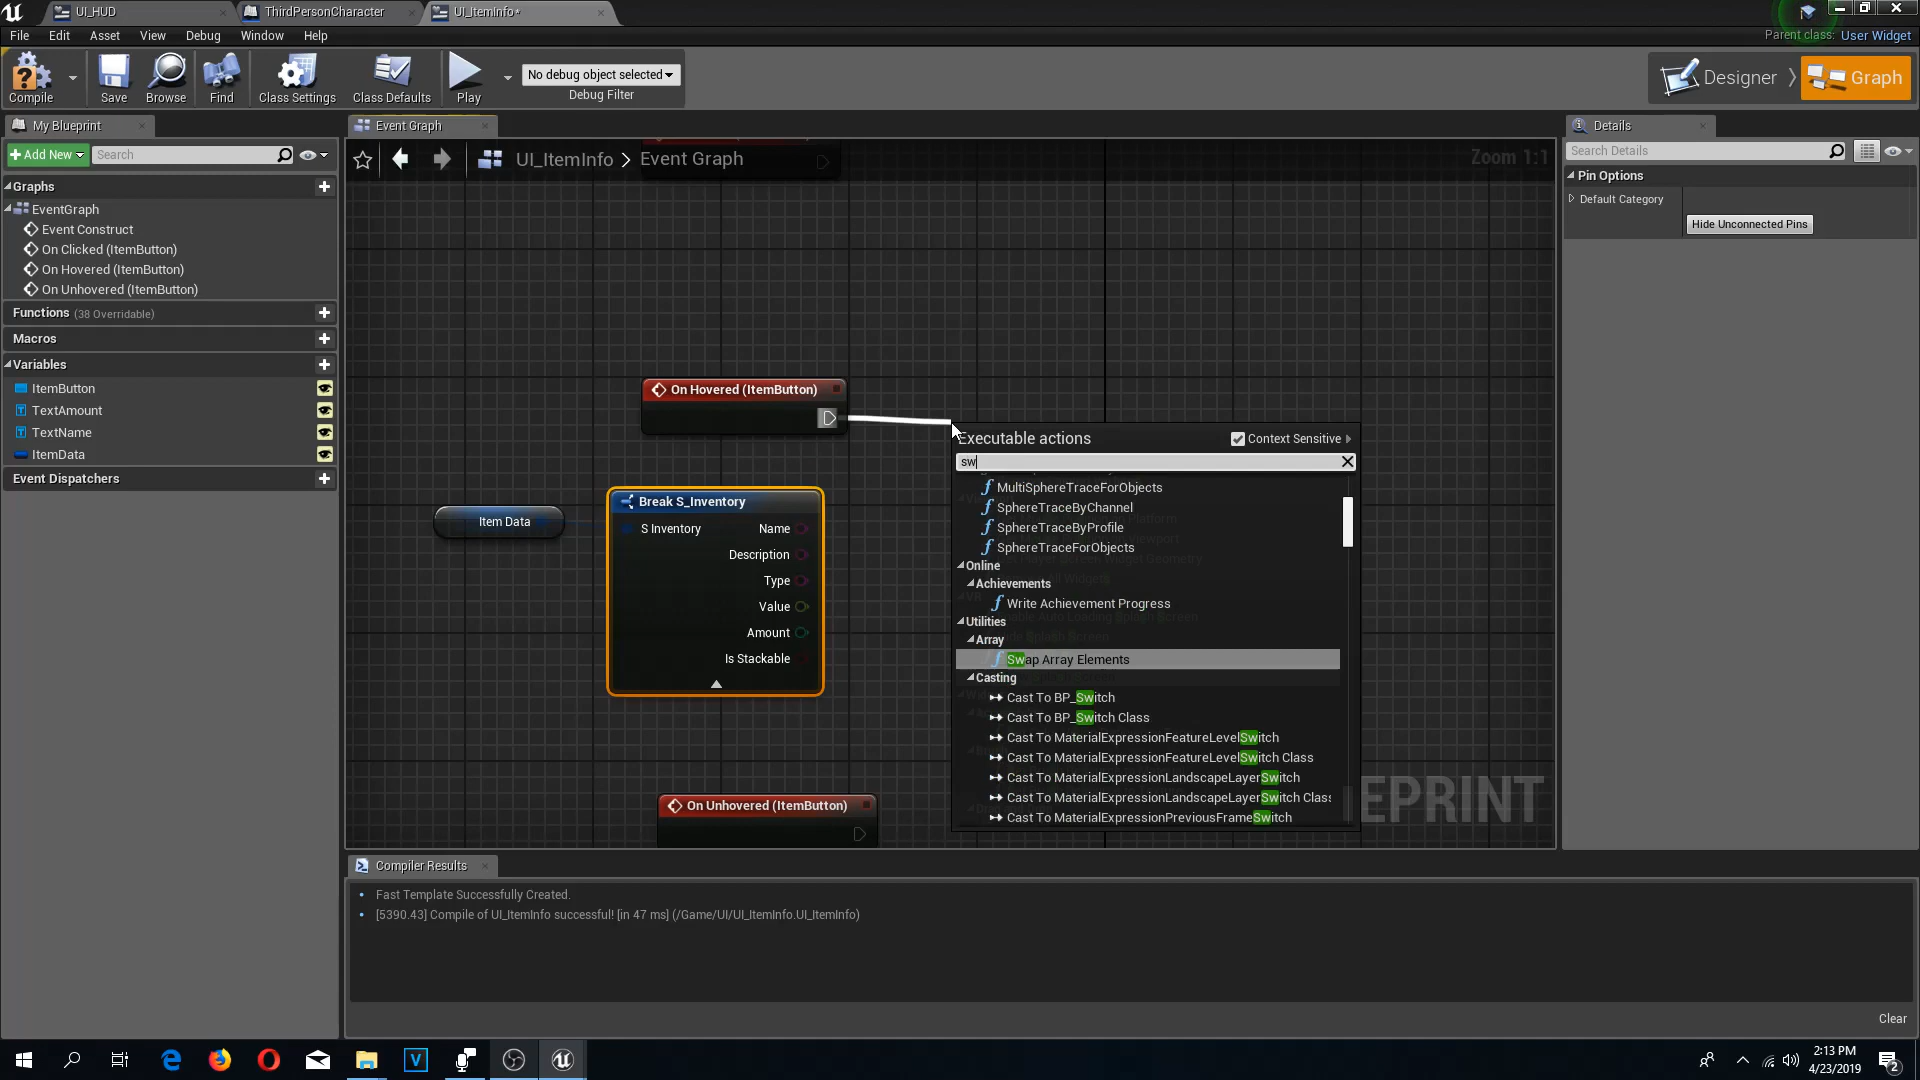 UI_HUD
ThirdPersonCharacter
UI_ItemInfo*
File Edit Asset View Debug Window Help
Parent class: User Widget
Compile
Save
Browse
Find
Class Settings
Class Defaults
Play
No debug object selected
Debug Filter
Designer
Graph
My Blueprint
Event Graph
Details
Add New
Search
UI_ItemInfo > Event Graph
Zoom 1:1
Search Details
Graphs
EventGraph
Event Construct
On Clicked (ItemButton)
On Hovered (ItemButton)
On Unhovered (ItemButton)
Functions (38 Overridable)
Macros
Variables
ItemButton
TextAmount
TextName
ItemData
Event Dispatchers
Pin Options
Default Category
Hide Unconnected Pins
On Hovered (ItemButton)
Item Data
Break S_Inventory
S Inventory
Name
Description
Type
Value
Amount
Is Stackable
On Unhovered (ItemButton)
Executable actions
Context Sensitive
sw
MultiSphereTraceForObjects
SphereTraceByChannel
SphereTraceByProfile
SphereTraceForObjects
Online
Achievements
Write Achievement Progress
Utilities
Array
Swap Array Elements
Casting
Cast To BP_Switch
Cast To BP_Switch Class
Cast To MaterialExpressionFeatureLevelSwitch
Cast To MaterialExpressionFeatureLevelSwitch Class
Cast To MaterialExpressionLandscapeLayerSwitch
Cast To MaterialExpressionLandscapeLayerSwitch Class
Cast To MaterialExpressionPreviousFrameSwitch
EPRINT
Compiler Results
Fast Template Successfully Created.
[5390.43] Compile of UI_ItemInfo successful! [in 47 ms] (/Game/UI/UI_ItemInfo.UI_ItemInfo)
Clear
2:13 PM
4/23/2019
2